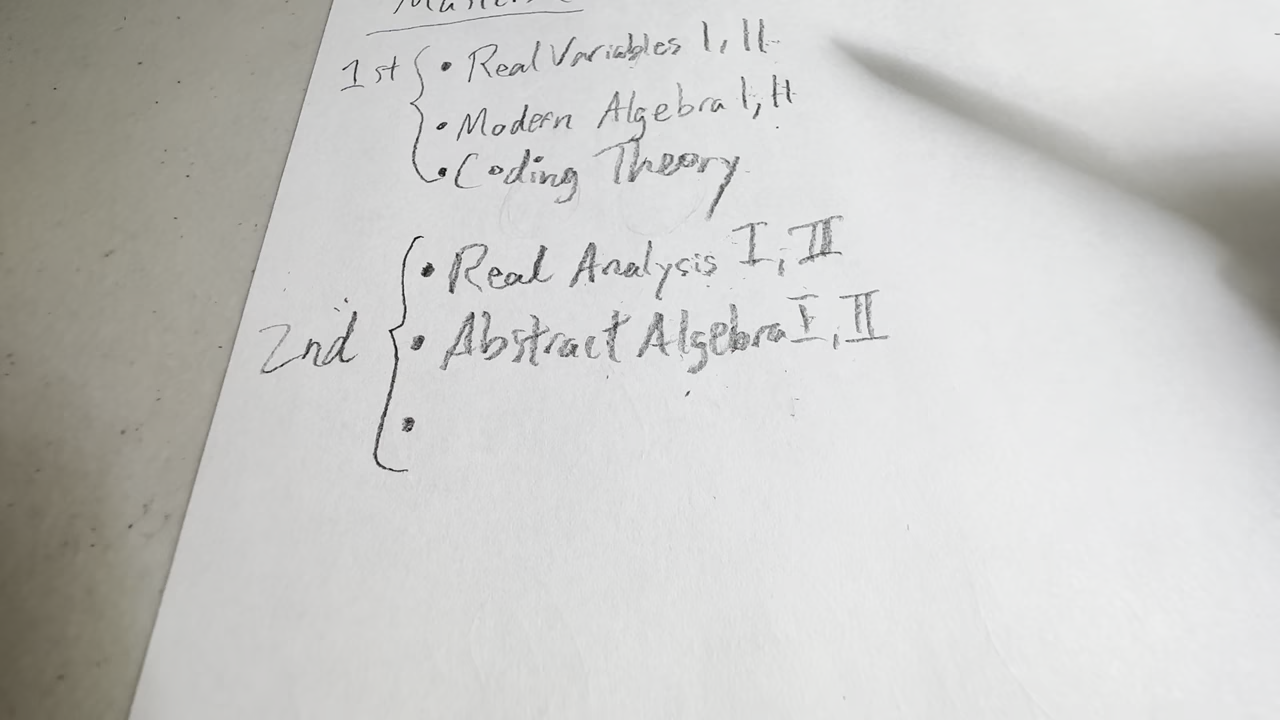 1st { • Real Variables I, II
• Modern Algebra I, II
• Coding Theory
2nd { • Real Analysis I, II
• Abstract Algebra I, II
•